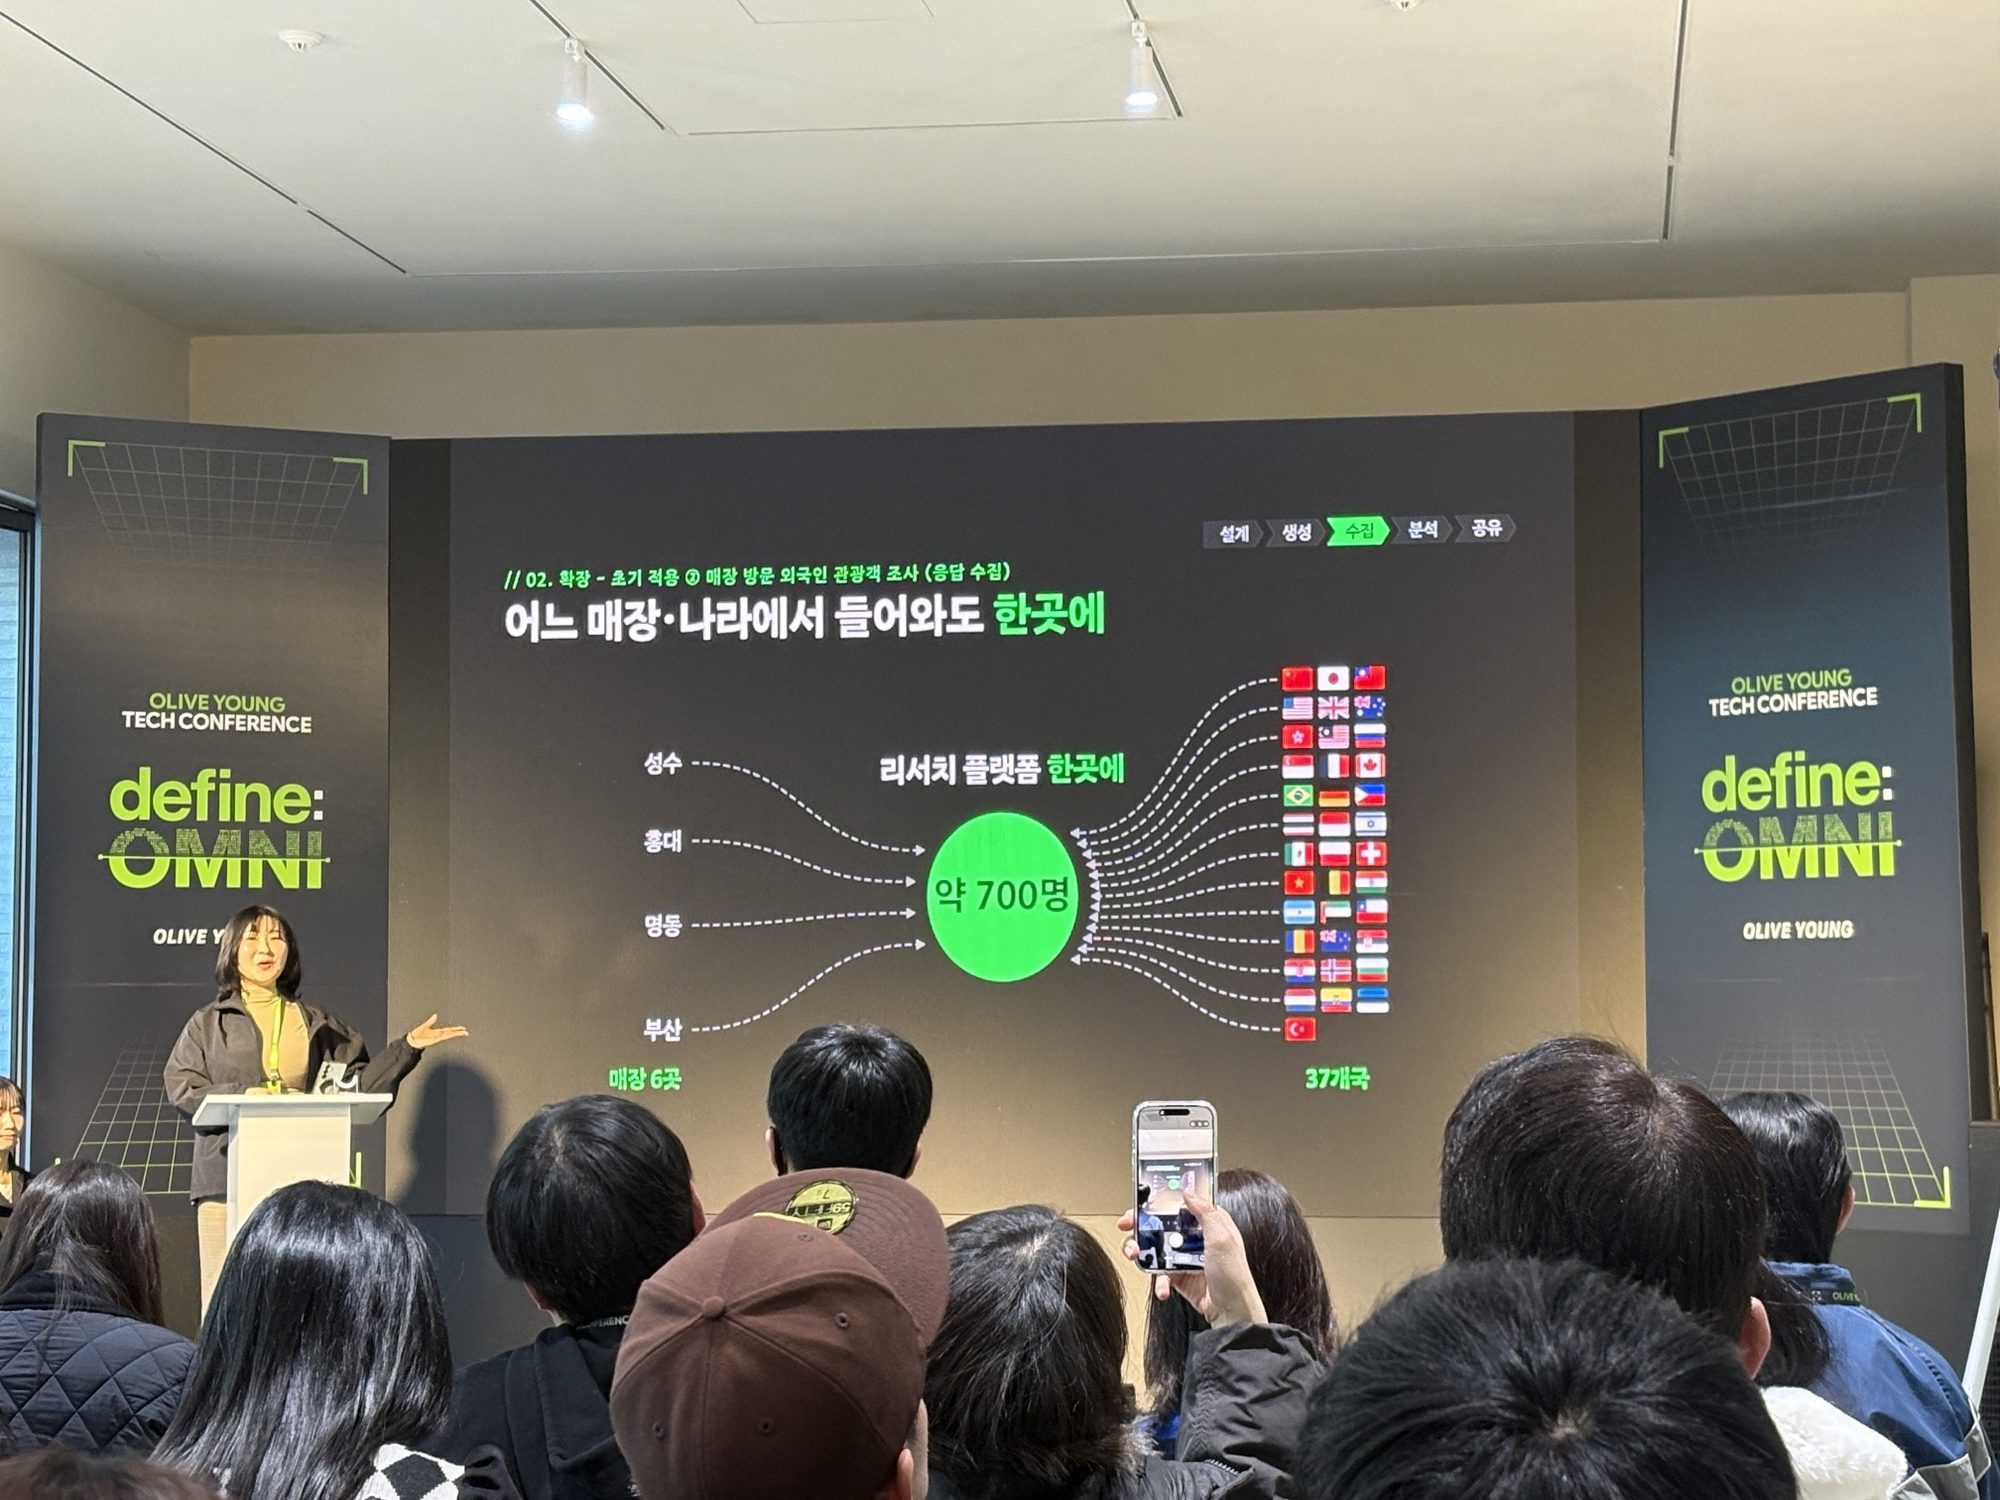 설계 생성 수집 분석 공유
// 02. 확장 - 초기 적용 ② 매장 방문 외국인 관광객 조사 (응답 수집)
어느 매장·나라에서 들어와도 한곳에
리서치 플랫폼 한곳에
성수
홍대
명동
부산
매장 6곳
약 700명
37개국
OLIVE YOUNG
TECH CONFERENCE
define:
OMNI
OLIVE Y
OLIVE YOUNG
TECH CONFERENCE
define:
OMNI
OLIVE YOUNG
59FIFTY